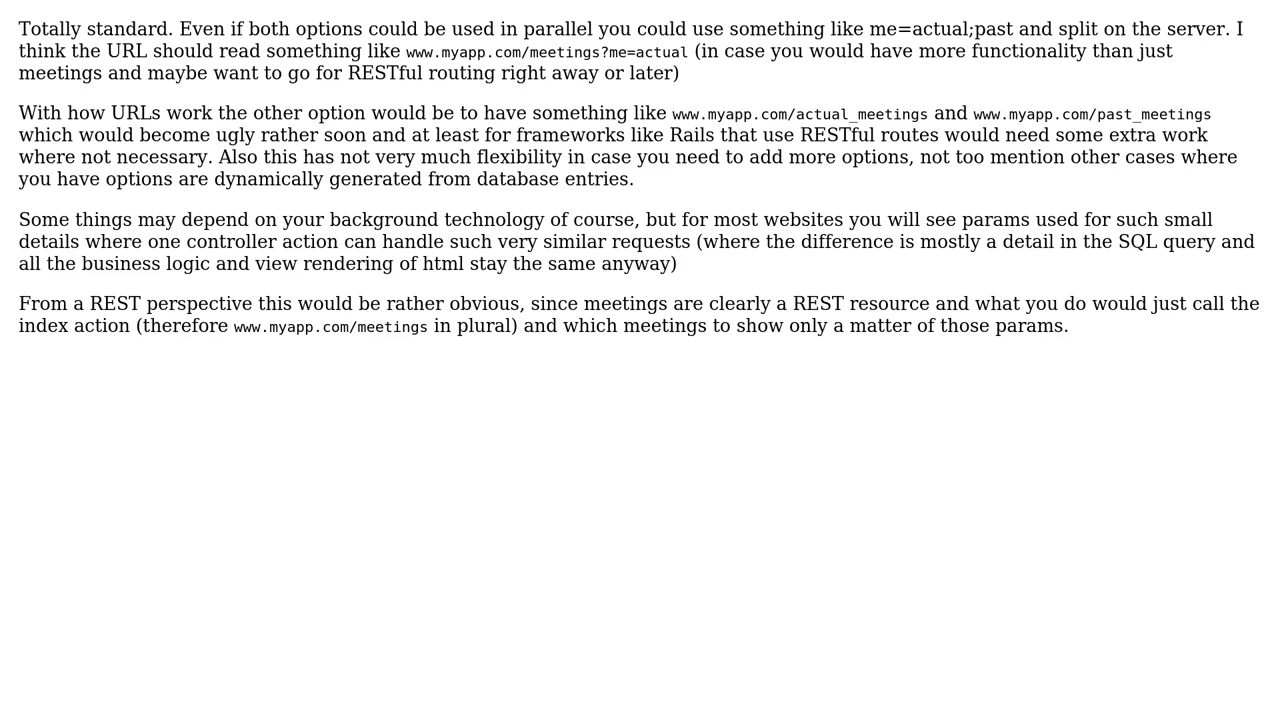 Totally standard. Even if both options could be used in parallel you could use something like me=actual;past and split on the server. I
think the URL should read something like www.myapp.com/meetings?me=actual (in case you would have more functionality than just
meetings and maybe want to go for RESTful routing right away or later)
With how URLs work the other option would be to have something like www.myapp.com/actual_meetings and www.myapp.com/past_meetings
which would become ugly rather soon and at least for frameworks like Rails that use RESTful routes would need some extra work
where not necessary. Also this has not very much flexibility in case you need to add more options, not too mention other cases where
you have options are dynamically generated from database entries.
Some things may depend on your background technology of course, but for most websites you will see params used for such small
details where one controller action can handle such very similar requests (where the difference is mostly a detail in the SQL query and
all the business logic and view rendering of html stay the same anyway)
From a REST perspective this would be rather obvious, since meetings are clearly a REST resource and what you do would just call the
index action (therefore www.myapp.com/meetings in plural) and which meetings to show only a matter of those params.